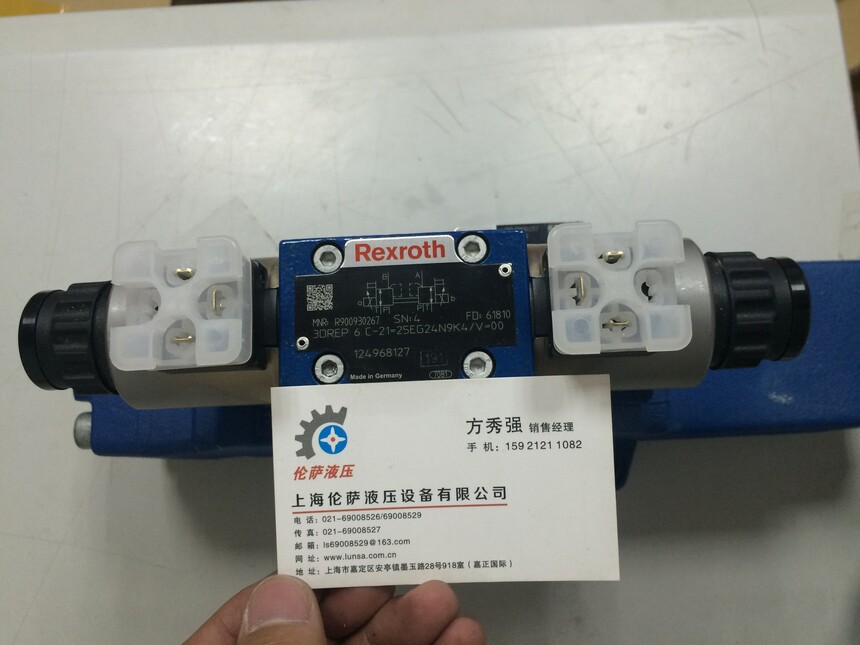 Rexroth
B A
MNR: R900930267 SN:4 FD: 61810
3DREP 6 C-21=25EG24N9K4/V=00
124968127 191
Made in Germany 7081
方秀强 销售经理
手 机：159 2121 1082
伦萨液压
上海伦萨液压设备有限公司
电 话：021-69008526/69008529
传 真：021-69008527
邮 箱：ls69008529@163.com
网 址：www.lunsa.com.cn
地 址：上海市嘉定区安亭镇墨玉路28号918室（嘉正国际）